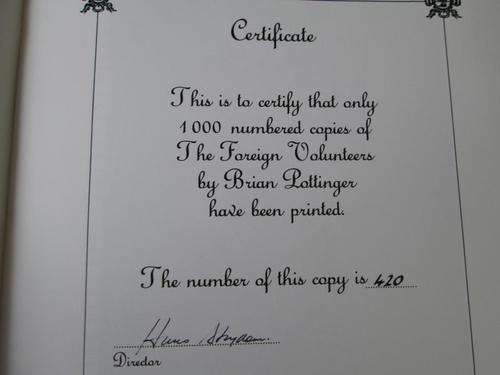 Certificate
This is to certify that only
1000 numbered copies of
The Foreign Volunteers
by Brian Pottinger
have been printed.
The number of this copy is 420
Director